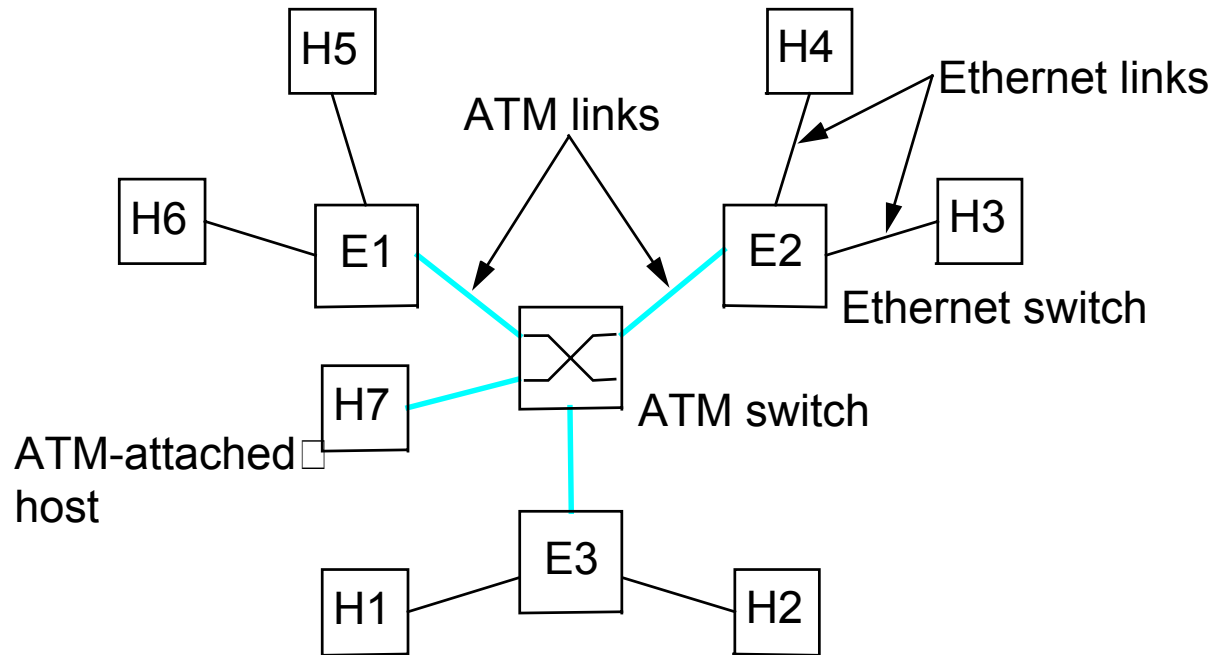 H5
H4
Ethernet links
ATM links
H6
E1
E2
H3
Ethernet switch
H7
ATM switch
ATM-attached
host
E3
H1
H2